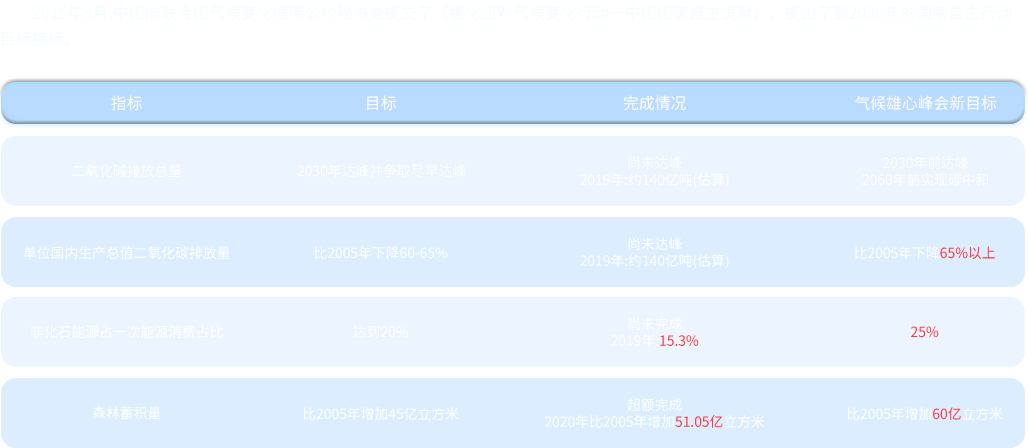 2015年6月,中国向联合国气候变化框架公约秘书处提交了《强化应对气候变化行动—中国国家自主贡献》，提出了到2030年的国家自主行动
目标指标。
指标 目标 完成情况 气候雄心峰会新目标
二氧化碳排放总量 2030年达峰并争取尽早达峰 尚未达峰 2030年前达峰
2019年:约140亿吨(估算) 2060年前实现碳中和
单位国内生产总值二氧化碳排放量 比2005年下降60-65% 尚未达峰 比2005年下降65%以上
2019年:约140亿吨(估算)
非化石能源占一次能源消费占比 达到20% 尚未完成 25%
2019年:15.3%
森林蓄积量 比2005年增加45亿立方米 超额完成 比2005年增加60亿立方米
2020年比2005年增加51.05亿立方米